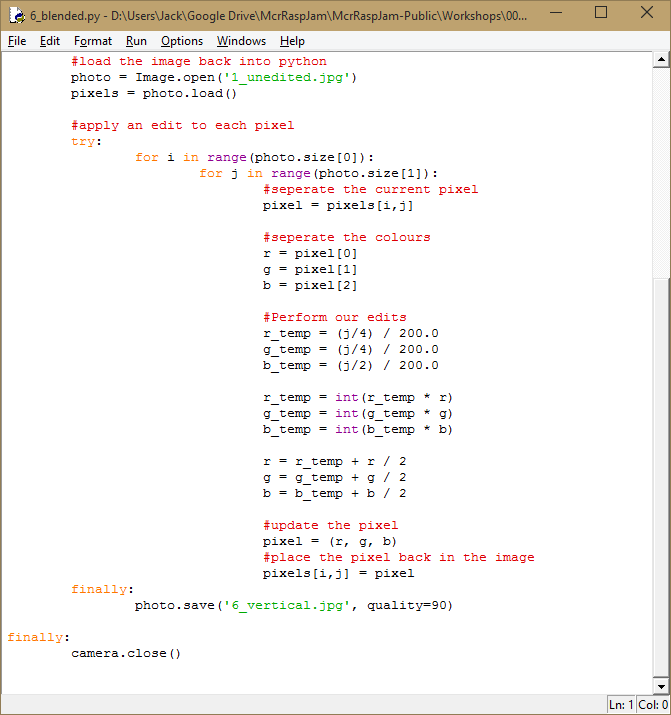 6_blended.py - D:\Users\Jack\Google Drive\McrRaspJam\McrRaspJam-Public\Workshops\00...
File Edit Format Run Options Windows Help
#load the image back into python
photo = Image.open('1_unedited.jpg')
pixels = photo.load()
#apply an edit to each pixel
try:
for i in range(photo.size[0]):
for j in range(photo.size[1]):
#seperate the current pixel
pixel = pixels[i,j]
#seperate the colours
r = pixel[0]
g = pixel[1]
b = pixel[2]
#Perform our edits
r_temp = (j/4) / 200.0
g_temp = (j/4) / 200.0
b_temp = (j/2) / 200.0
r_temp = int(r_temp * r)
g_temp = int(g_temp * g)
b_temp = int(b_temp * b)
r = r_temp + r / 2
g = g_temp + g / 2
b = b_temp + b / 2
#update the pixel
pixel = (r, g, b)
#place the pixel back in the image
pixels[i,j] = pixel
finally:
photo.save('6_vertical.jpg', quality=90)
finally:
camera.close()
Ln: 1 Col: 0